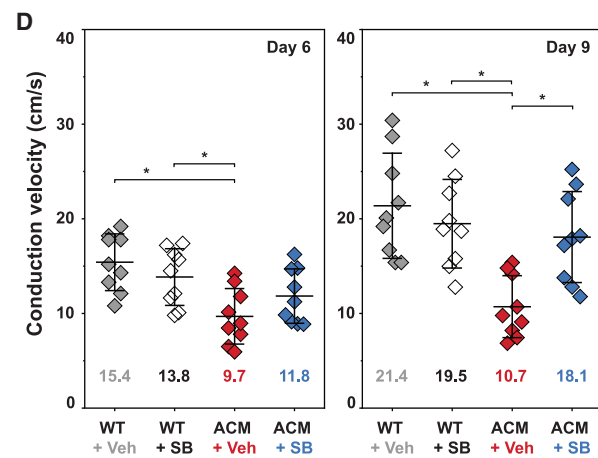 D
Conduction velocity (cm/s)
40
30
20
10
0
Day 6
*
*
15.4 13.8 9.7 11.8
WT + Veh
WT + SB
ACM + Veh
ACM + SB
40
30
20
10
0
Day 9
*
*
*
21.4 19.5 10.7 18.1
WT + Veh
WT + SB
ACM + Veh
ACM + SB